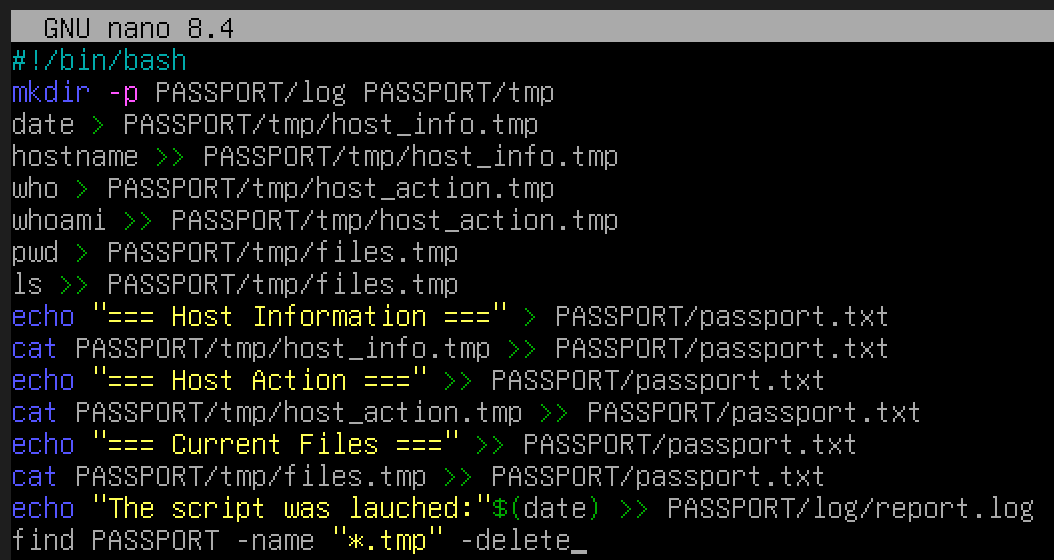 GNU nano 8.4
#!/bin/bash
mkdir -p PASSPORT/log PASSPORT/tmp
date > PASSPORT/tmp/host_info.tmp
hostname >> PASSPORT/tmp/host_info.tmp
who > PASSPORT/tmp/host_action.tmp
whoami >> PASSPORT/tmp/host_action.tmp
pwd > PASSPORT/tmp/files.tmp
ls >> PASSPORT/tmp/files.tmp
echo "=== Host Information ===" > PASSPORT/passport.txt
cat PASSPORT/tmp/host_info.tmp >> PASSPORT/passport.txt
echo "=== Host Action ===" >> PASSPORT/passport.txt
cat PASSPORT/tmp/host_action.tmp >> PASSPORT/passport.txt
echo "=== Current Files ===" >> PASSPORT/passport.txt
cat PASSPORT/tmp/files.tmp >> PASSPORT/passport.txt
echo "The script was lauched:"$(date) >> PASSPORT/log/report.log
find PASSPORT -name "*.tmp" -delete